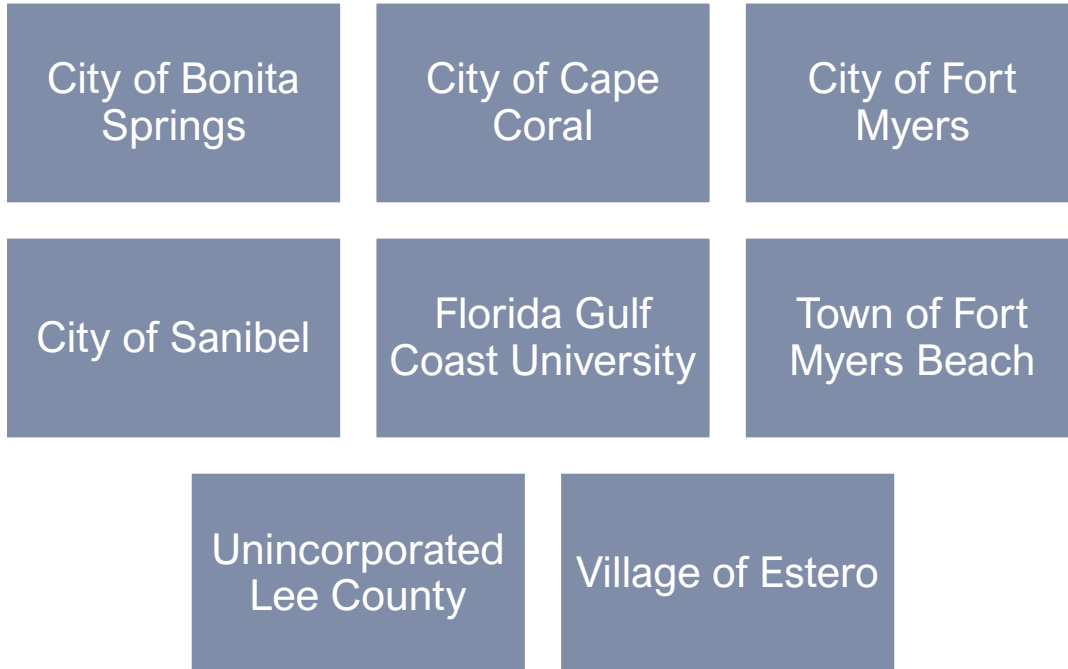 City of Bonita
Springs
City of Cape
Coral
City of Fort
Myers
City of Sanibel
Florida Gulf
Coast University
Town of Fort
Myers Beach
Unincorporated
Lee County
Village of Estero